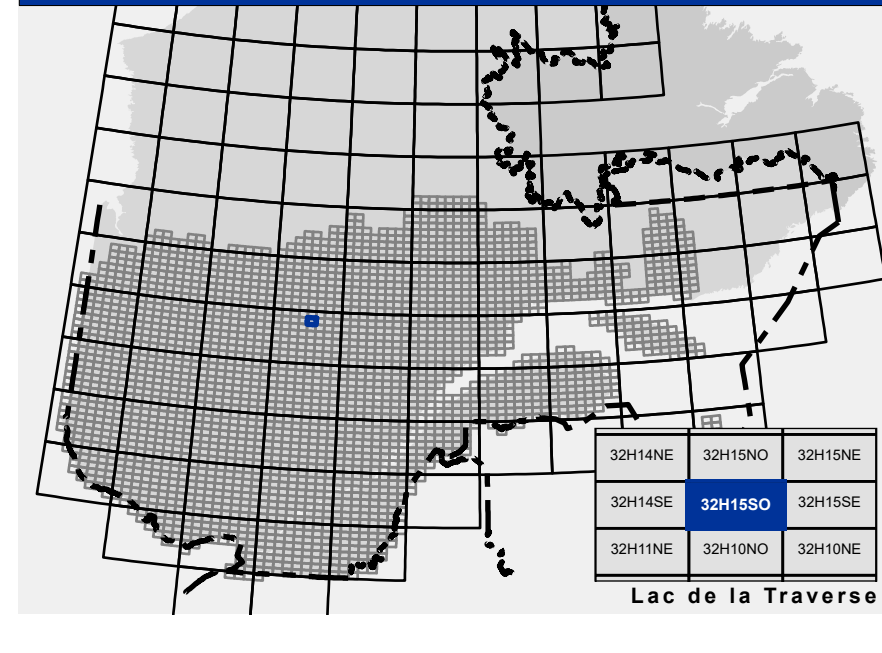 32H14NE 32H15NO 32H15NE
32H14SE 32H15SO 32H15SE
32H11NE 32H10NO 32H10NE
Lac de la Traverse